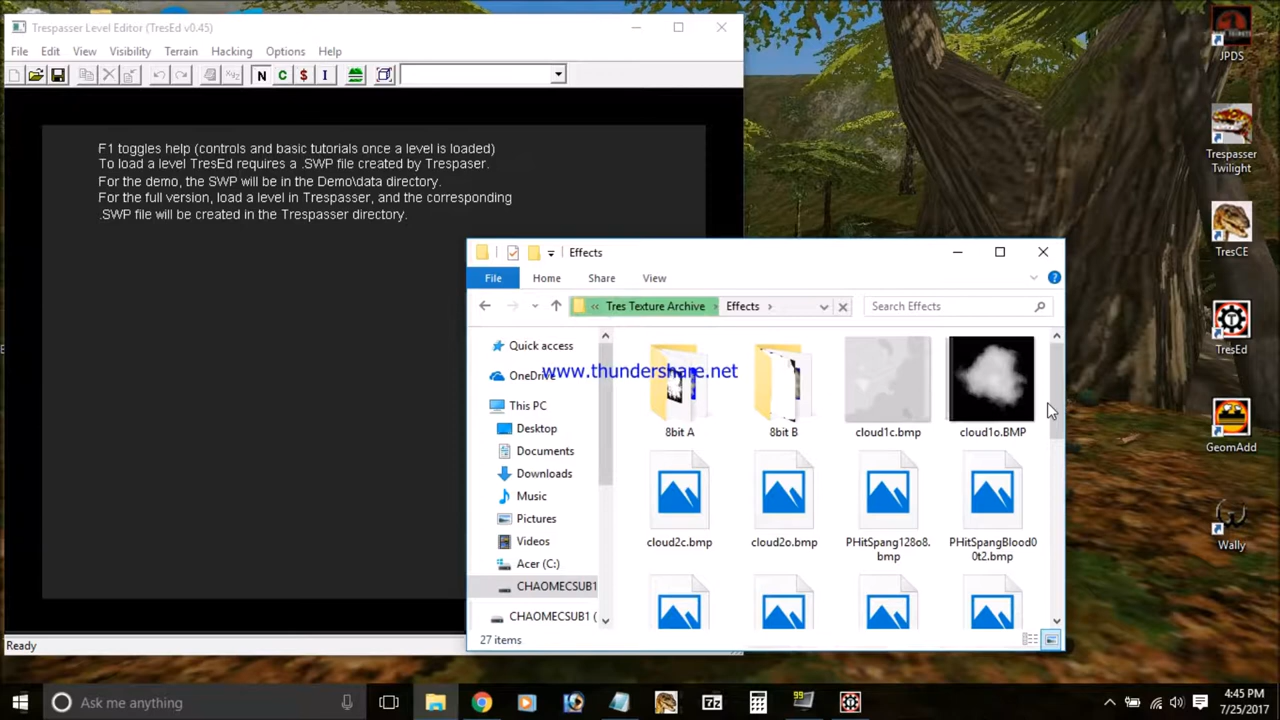 Trespasser Level Editor (TresEd v0.45)
File Edit View Visibility Terrain Hacking Options Help
N C $ I
F1 toggles help (controls and basic tutorials once a level is loaded)
To load a level TresEd requires a .SWP file created by Trespaser.
For the demo, the SWP will be in the Demo\data directory.
For the full version, load a level in Trespasser, and the corresponding
.SWP file will be created in the Trespasser directory.
Ready
Effects
File Home Share View
« Tres Texture Archive > Effects >
Search Effects
Quick access
OneDrive
This PC
Desktop
Documents
Downloads
Music
Pictures
Videos
Acer (C:)
CHAOMECSUB1
CHAOMECSUB1 (
www.thundershare.net
8bit A
8bit B
cloud1c.bmp
cloud1o.BMP
cloud2c.bmp
cloud2o.bmp
PHitSpang128o8.
bmp
PHitSpangBlood0
0t2.bmp
27 items
JPDS
Trespasser
Twilight
TresCE
TresEd
GeomAdd
Wally
Ask me anything
7z
99
4:45 PM
7/25/2017